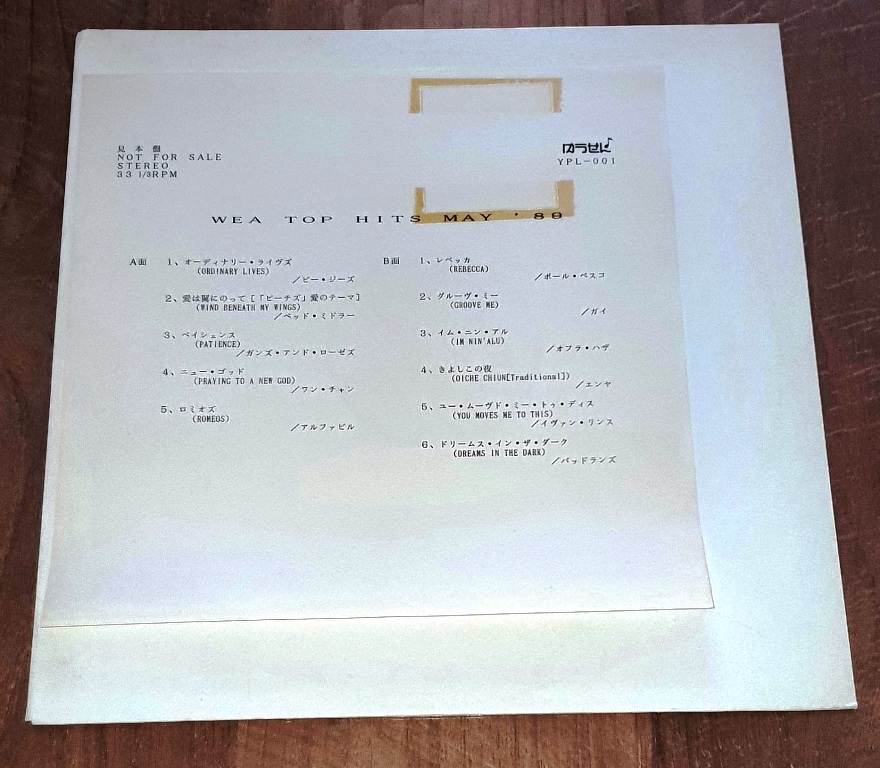 見本盤
NOT FOR SALE
STEREO
33 1/3RPM
ゆうせん
YPL-001
WEA TOP HITS MAY '89
A面
1、オーディナリー・ライヴズ
(ORDINARY LIVES)
／ビー・ジーズ
2、愛は翼にのって[「ビーチズ」愛のテーマ]
(WIND BENEATH MY WINGS)
／ベッド・ミドラー
3、ペイシェンス
(PATIENCE)
／ガンズ・アンド・ローゼズ
4、ニュー・ゴッド
(PRAYING TO A NEW GOD)
／ワン・チャン
5、ロミオズ
(ROMEOS)
／アルファビル
B面
1、レベッカ
(REBECCA)
／ポール・ペスコ
2、グルーヴ・ミー
(GROOVE ME)
／ガイ
3、イム・ニン・アル
(IM NIN'ALU)
／オフラ・ハザ
4、きよしこの夜
(OICHE CHIUN[Traditional])
／エンヤ
5、ユー・ムーヴド・ミー・トゥ・ディス
(YOU MOVES ME TO THIS)
／イヴァン・リンス
6、ドリームス・イン・ザ・ダーク
(DREAMS IN THE DARK)
／バッドランズ